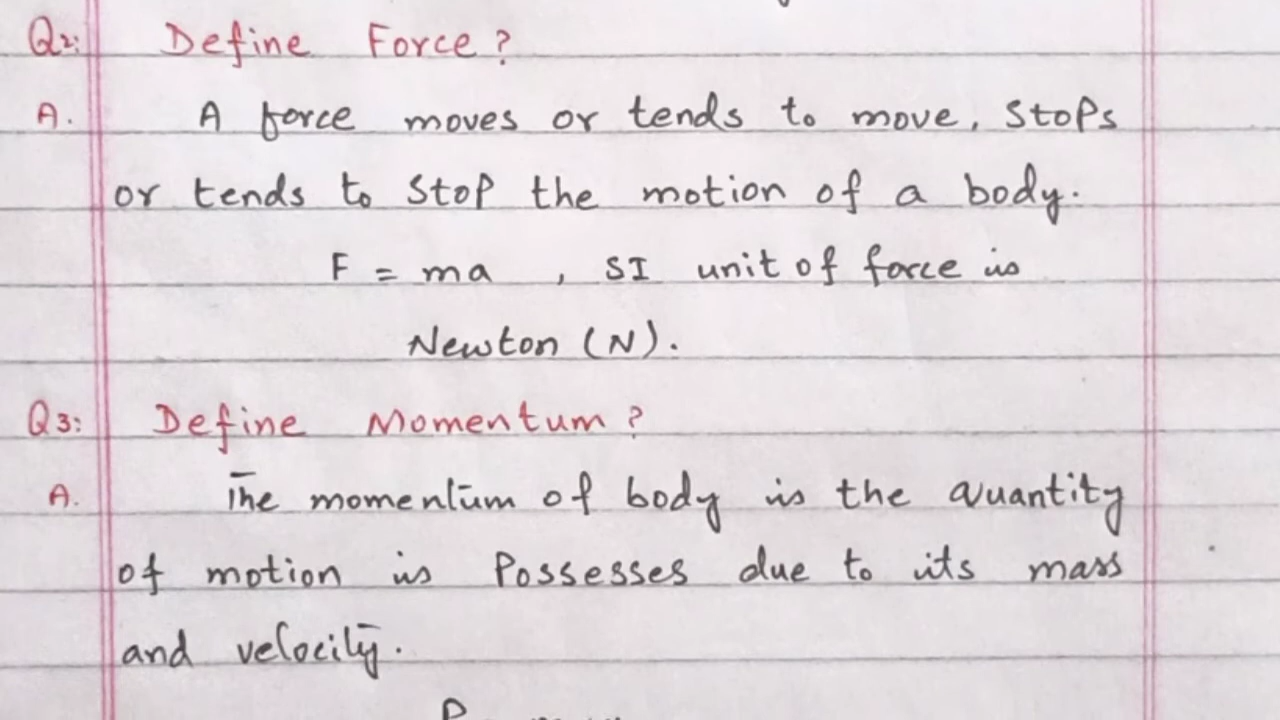 Q2: Define Force?
A. A force moves or tends to move, stops
or tends to stop the motion of a body.
F = ma , SI unit of force is
Newton (N).
Q3: Define Momentum?
A. The momentum of body is the quantity
of motion is Possesses due to its mass
and velocity.
P